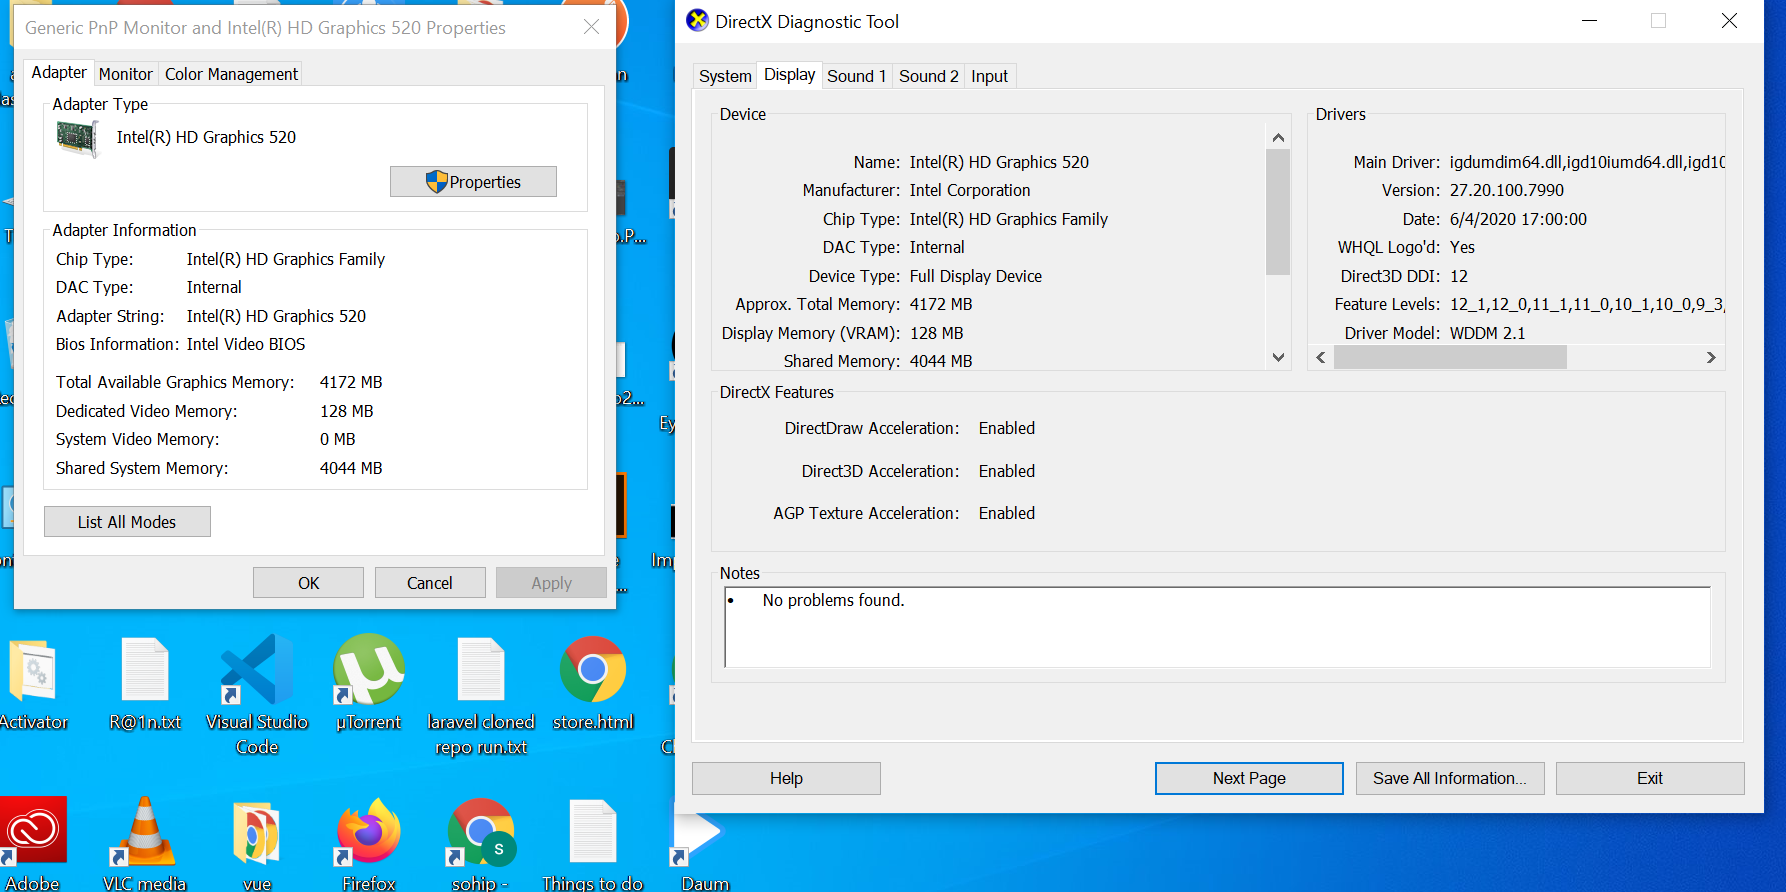 Generic PnP Monitor and Intel(R) HD Graphics 520 Properties
Adapter
Monitor
Color Management
Adapter Type
Intel(R) HD Graphics 520
Properties
Adapter Information
Chip Type: Intel(R) HD Graphics Family
DAC Type: Internal
Adapter String: Intel(R) HD Graphics 520
Bios Information: Intel Video BIOS
Total Available Graphics Memory: 4172 MB
Dedicated Video Memory: 128 MB
System Video Memory: 0 MB
Shared System Memory: 4044 MB
List All Modes
OK
Cancel
Apply
DirectX Diagnostic Tool
System
Display
Sound 1
Sound 2
Input
Device
Name: Intel(R) HD Graphics 520
Manufacturer: Intel Corporation
Chip Type: Intel(R) HD Graphics Family
DAC Type: Internal
Device Type: Full Display Device
Approx. Total Memory: 4172 MB
Display Memory (VRAM): 128 MB
Shared Memory: 4044 MB
Drivers
Main Driver: igdumdim64.dll,igd10iumd64.dll,igd10
Version: 27.20.100.7990
Date: 6/4/2020 17:00:00
WHQL Logo'd: Yes
Direct3D DDI: 12
Feature Levels: 12_1,12_0,11_1,11_0,10_1,10_0,9_3,
Driver Model: WDDM 2.1
DirectX Features
DirectDraw Acceleration: Enabled
Direct3D Acceleration: Enabled
AGP Texture Acceleration: Enabled
Notes
• No problems found.
Help
Next Page
Save All Information...
Exit
Activator
R@1n.txt
Visual Studio
Code
µTorrent
laravel cloned
repo run.txt
store.html
Adobe
VLC media
vue
Firefox
s
sohip -
Things to do
Daum